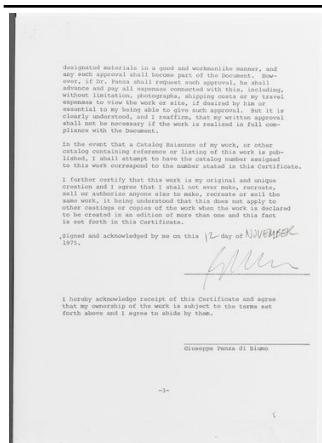 designated materials in a good and workmanlike manner, and
any such approval shall become part of the Document. How-
ever, if Dr. Panza shall request such approval, he shall
advance and pay all expenses connected with this, including,
without limitation, photographs, shipping costs or my travel
expenses to view the work or site, if desired by him or
essential to my being able to give such approval. But it is
clearly understood, and I reaffirm, that my written approval
shall not be necessary if the work is realized in full com-
pliance with the Document.
In the event that a Catalog Raisonne of my work, or other
catalog containing reference or listing of this work is pub-
lished, I shall attempt to have the catalog number assigned
to this work correspond to the number stated in this Certificate.
I further certify that this work is my original and unique
creation and I agree that I shall not ever make, recreate,
sell or authorize anyone else to make, recreate or sell the
same work, it being understood that this does not apply to
other castings or copies of the work when the work is declared
to be created in an edition of more than one and this fact
is set forth in this Certificate.
Signed and acknowledged by me on this 12 day of NOVEMBER
1975.
I hereby acknowledge receipt of this Certificate and agree
that my ownership of the work is subject to the terms set
forth above and I agree to abide by them.
Giuseppe Panza di Biumo
-3-